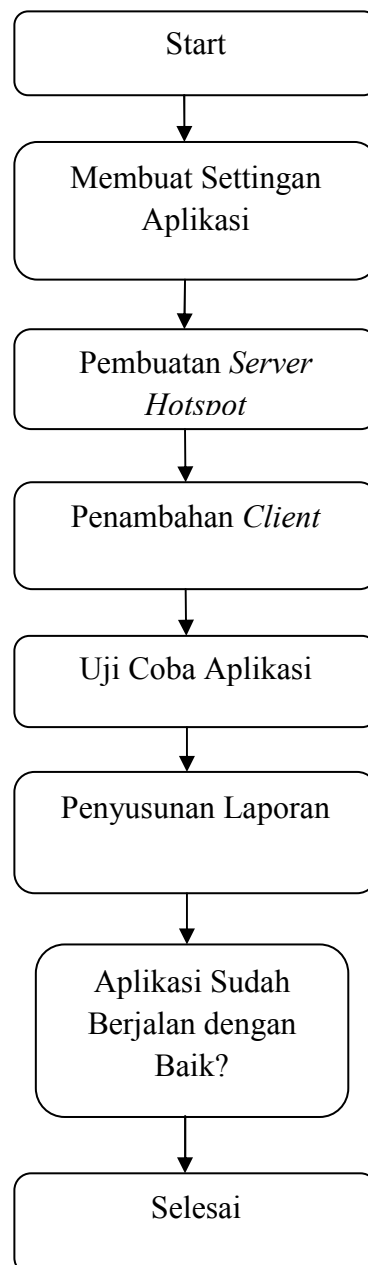 Start
Membuat Settingan
Aplikasi
Pembuatan Server
Hotspot
Penambahan Client
Uji Coba Aplikasi
Penyusunan Laporan
Aplikasi Sudah
Berjalan dengan
Baik?
Selesai